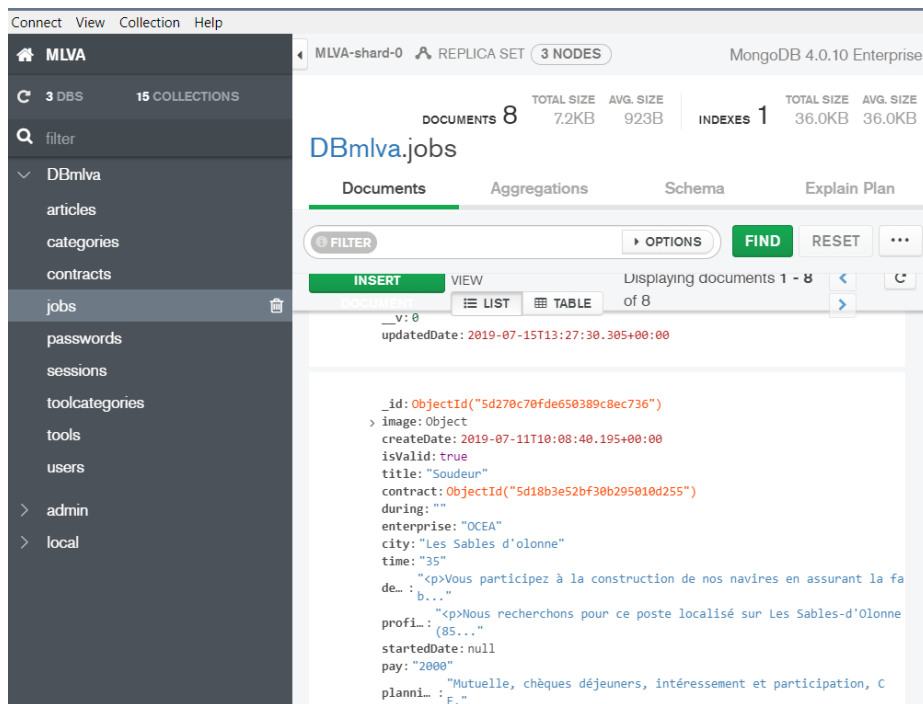 Connect View Collection Help
MLVA
3 DBS 15 COLLECTIONS
filter
DBmlva
articles
categories
contracts
jobs
passwords
sessions
toolcategories
tools
users
admin
local
MLVA-shard-0 REPLICA SET 3 NODES MongoDB 4.0.10 Enterprise
DOCUMENTS 8 TOTAL SIZE 7.2KB AVG. SIZE 923B INDEXES 1 TOTAL SIZE 36.0KB AVG. SIZE 36.0KB
DBmlva.jobs
Documents Aggregations Schema Explain Plan
FILTER OPTIONS FIND RESET ...
INSERT DOCUMENT VIEW LIST TABLE Displaying documents 1 - 8 of 8
__v: 0
updatedDate: 2019-07-15T13:27:30.305+00:00
_id: ObjectId("5d270c70fde650389c8ec736")
image: Object
createDate: 2019-07-11T10:08:40.195+00:00
isValid: true
title: "Soudeur"
contract: ObjectId("5d18b3e52bf30b295010d255")
during: ""
enterprise: "OCEA"
city: "Les Sables d'olonne"
time: "35"
de… : "<p>Vous participez à la construction de nos navires en assurant la fa
b..."
profi… : "<p>Nous recherchons pour ce poste localisé sur Les Sables-d'Olonne
(85..."
startedDate: null
pay: "2000"
planni… : "Mutuelle, chèques déjeuners, intéressement et participation, C
E."